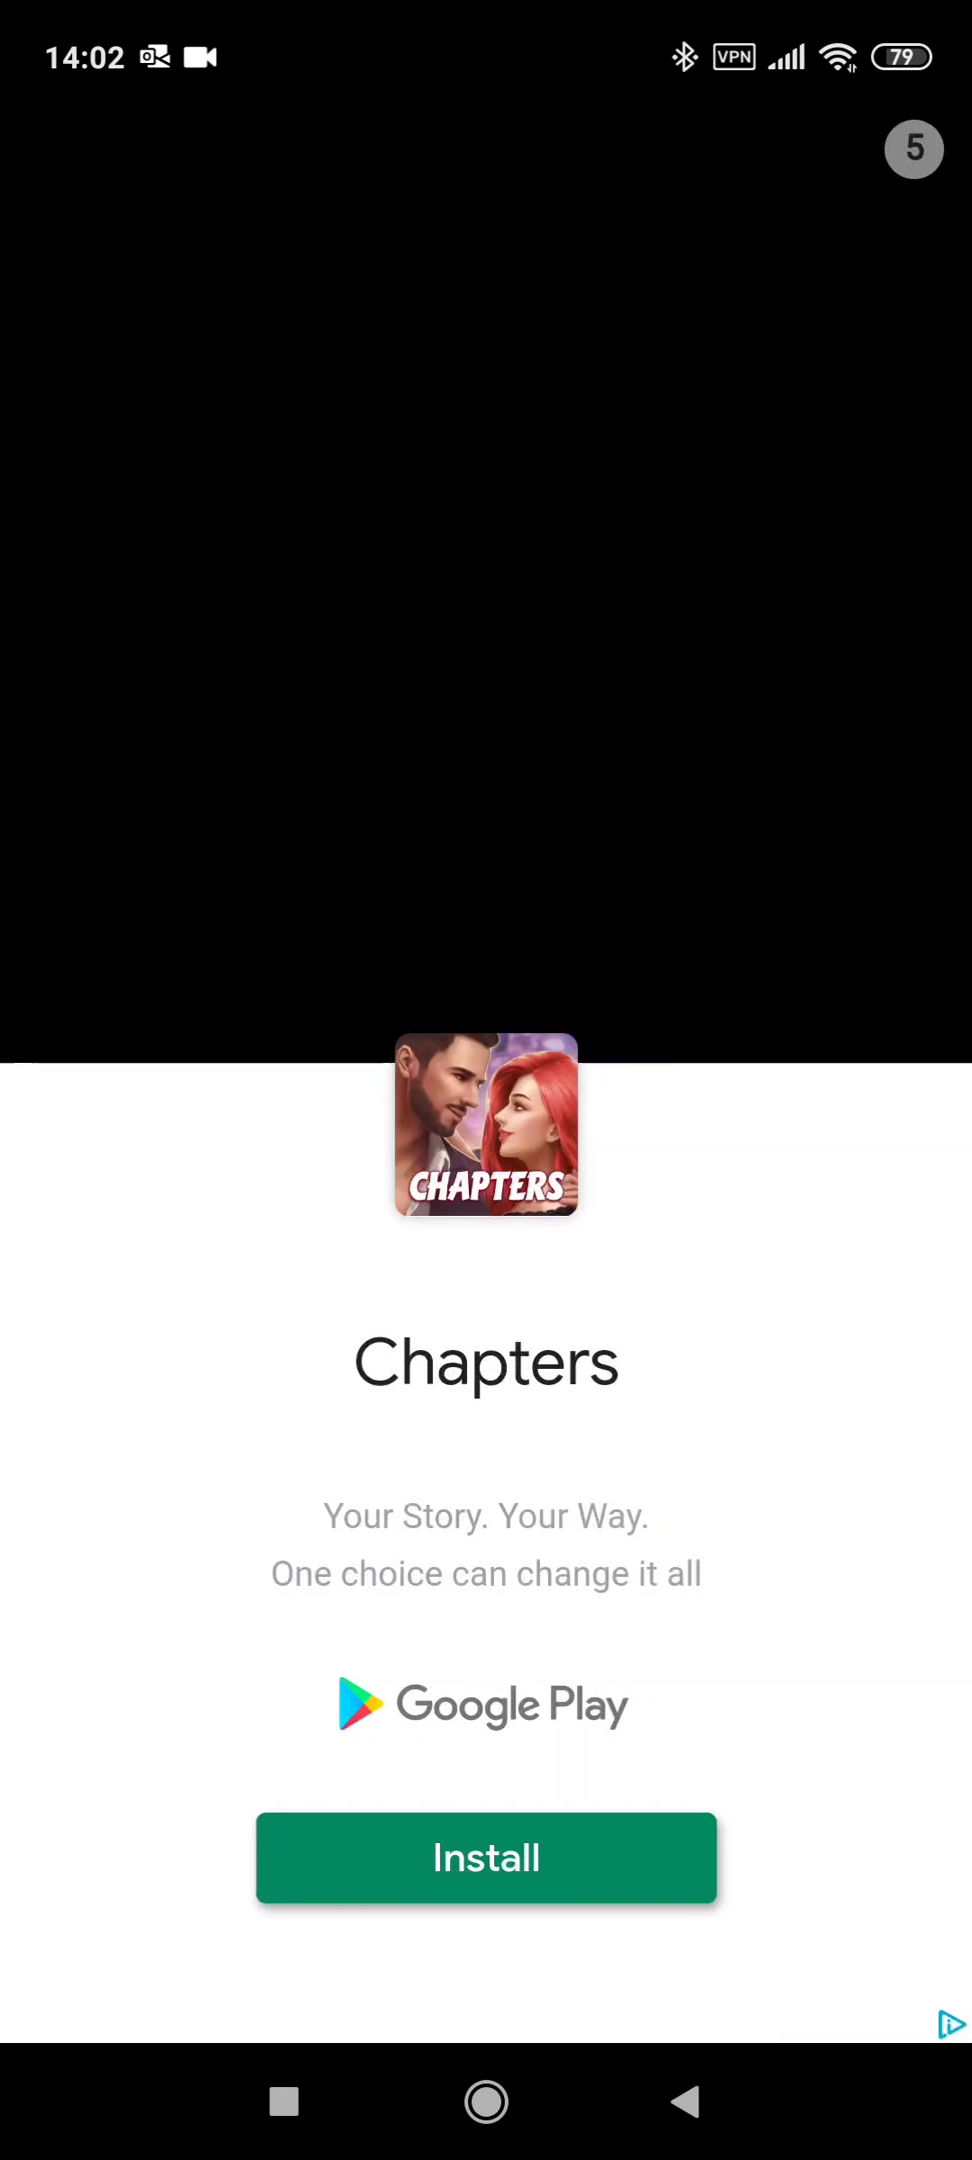 14:02
VPN
79
5
CHAPTERS
Chapters
Your Story. Your Way.
One choice can change it all
Google Play
Install